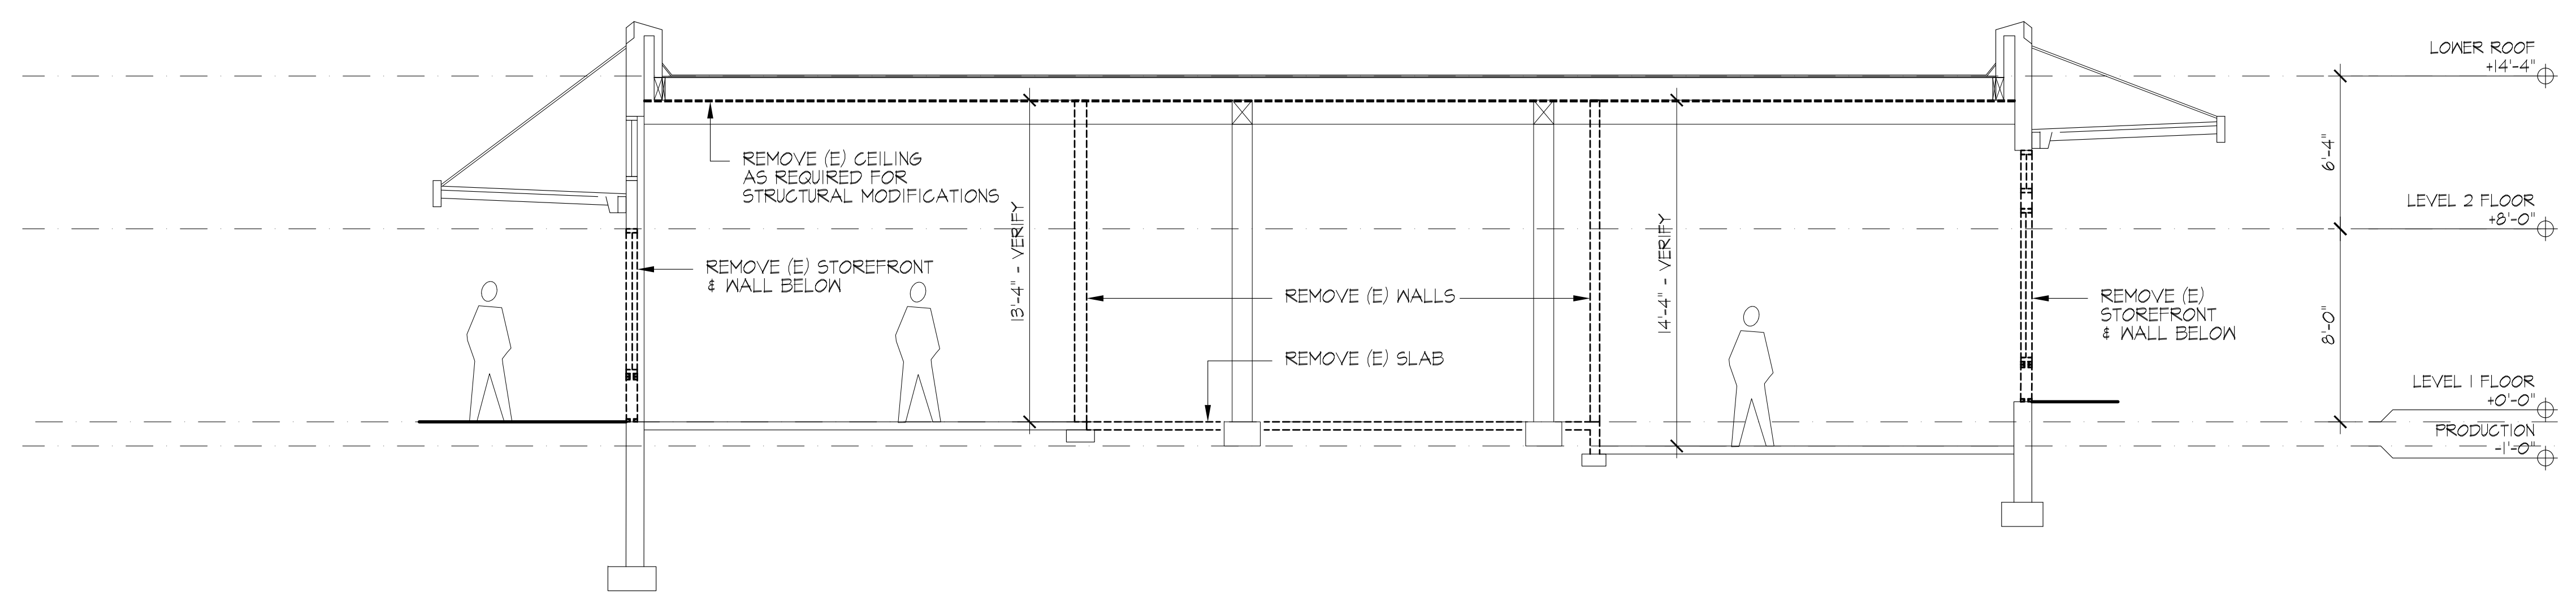 LOWER ROOF
+14'-4"
REMOVE (E) CEILING
AS REQUIRED FOR
STRUCTURAL MODIFICATIONS
6'-4"
LEVEL 2 FLOOR
+8'-0"
13'-4" - VERIFY
14'-4" - VERIFY
REMOVE (E) STOREFRONT
& WALL BELOW
REMOVE (E) WALLS
REMOVE (E)
STOREFRONT
& WALL BELOW
8'-0"
REMOVE (E) SLAB
LEVEL 1 FLOOR
+0'-0"
PRODUCTION
-1'-0"